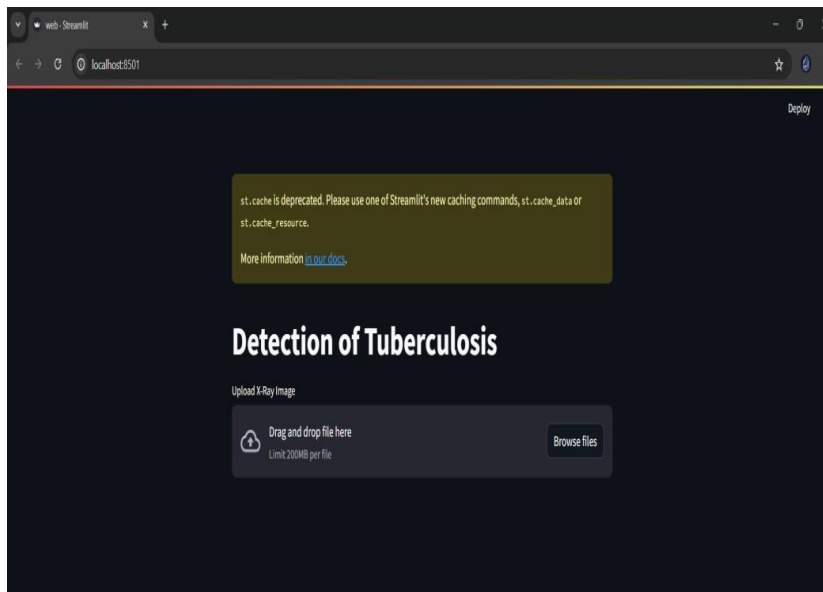 web · Streamlit
localhost:8501
Deploy
st.cache is deprecated. Please use one of Streamlit's new caching commands, st.cache_data or
st.cache_resource.
More information in our docs.
Detection of Tuberculosis
Upload X-Ray Image
Drag and drop file here
Limit 200MB per file
Browse files